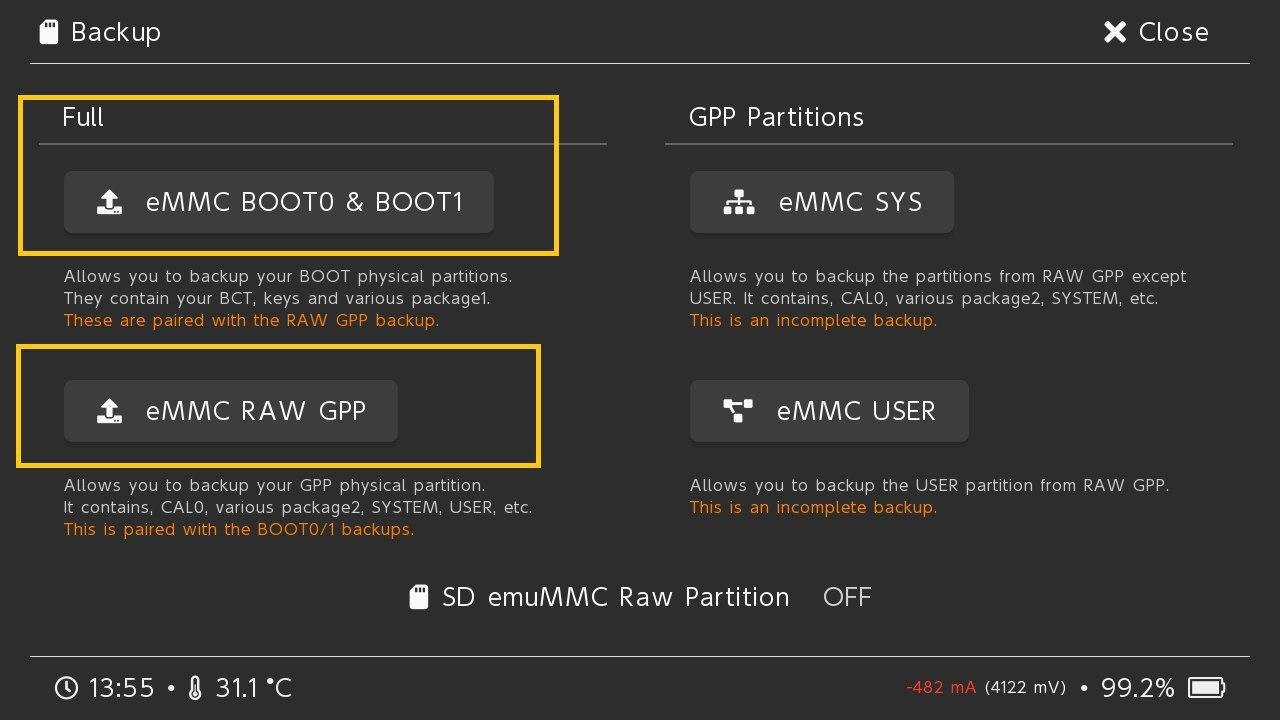 Backup
Close
Full
eMMC BOOT0 & BOOT1
Allows you to backup your BOOT physical partitions.
They contain your BCT, keys and various package1.
These are paired with the RAW GPP backup.
eMMC RAW GPP
Allows you to backup your GPP physical partition.
It contains, CAL0, various package2, SYSTEM, USER, etc.
This is paired with the BOOT0/1 backups.
GPP Partitions
eMMC SYS
Allows you to backup the partitions from RAW GPP except
USER. It contains, CAL0, various package2, SYSTEM, etc.
This is an incomplete backup.
eMMC USER
Allows you to backup the USER partition from RAW GPP.
This is an incomplete backup.
SD emuMMC Raw Partition OFF
13:55 • 31.1 °C
-482 mA (4122 mV) • 99.2%